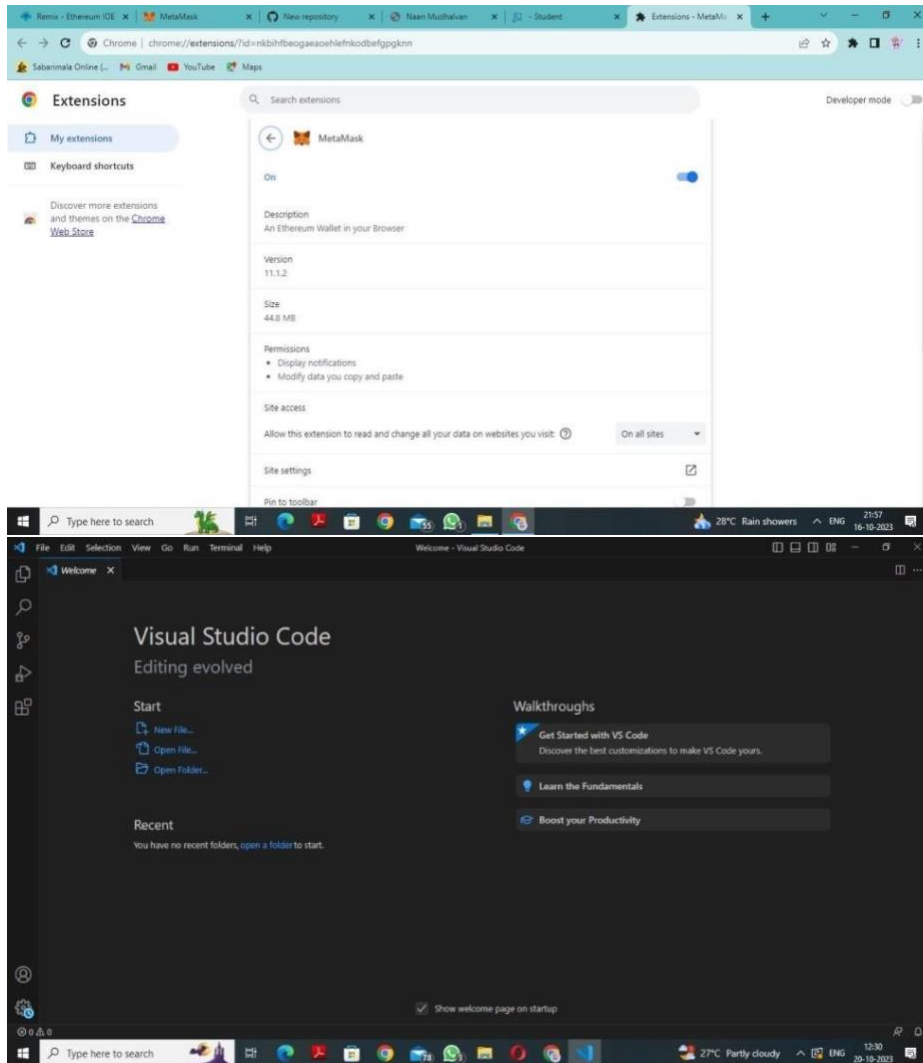 Remix - Ethereum IDE
MetaMask
New repository
Naan Mudhalvan
- Student
Extensions - MetaM
Chrome | chrome://extensions/?id=nkbihfbeogaeaoehlefnkodbefgpgknn
Sabarimala Online (...
Gmail
YouTube
Maps
Extensions
Search extensions
Developer mode
My extensions
Keyboard shortcuts
Discover more extensions
and themes on the Chrome
Web Store
MetaMask
On
Description
An Ethereum Wallet in your Browser
Version
11.1.2
Size
44.8 MB
Permissions
• Display notifications
• Modify data you copy and paste
Site access
Allow this extension to read and change all your data on websites you visit:
On all sites
Site settings
Pin to toolbar
Type here to search
55
1
28°C Rain showers
ENG
21:57
16-10-2023
File Edit Selection View Go Run Terminal Help
Welcome - Visual Studio Code
Welcome
Visual Studio Code
Editing evolved
Start
New File...
Open File...
Open Folder...
Recent
You have no recent folders, open a folder to start.
Walkthroughs
Get Started with VS Code
Discover the best customizations to make VS Code yours.
Learn the Fundamentals
Boost your Productivity
Show welcome page on startup
0 0
Type here to search
1
27°C Partly cloudy
ENG
12:30
20-10-2023